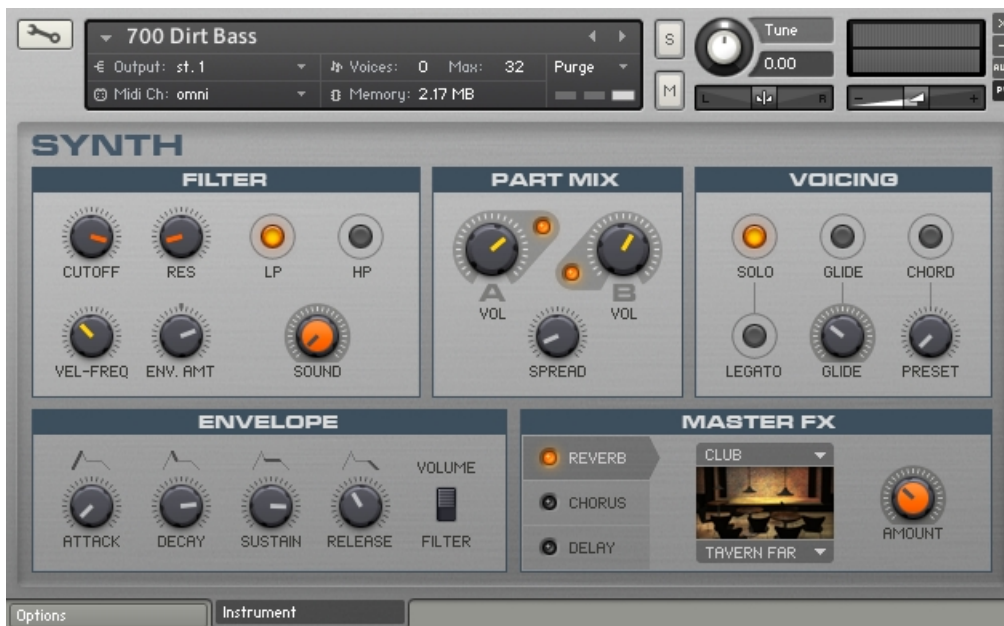 700 Dirt Bass
S
Tune
Output: st.1
Voices: 0 Max: 32
Purge
0.00
Midi Ch: omni
Memory: 2.17 MB
M
L
R
-
+
SYNTH
FILTER
CUTOFF
RES
LP
HP
VEL-FREQ
ENV. AMT
SOUND
PART MIX
A
B
VOL
VOL
SPREAD
VOICING
SOLO
GLIDE
CHORD
LEGATO
GLIDE
PRESET
ENVELOPE
VOLUME
ATTACK
DECAY
SUSTAIN
RELEASE
FILTER
MASTER FX
REVERB
CHORUS
DELAY
CLUB
TAVERN FAR
AMOUNT
Options
Instrument